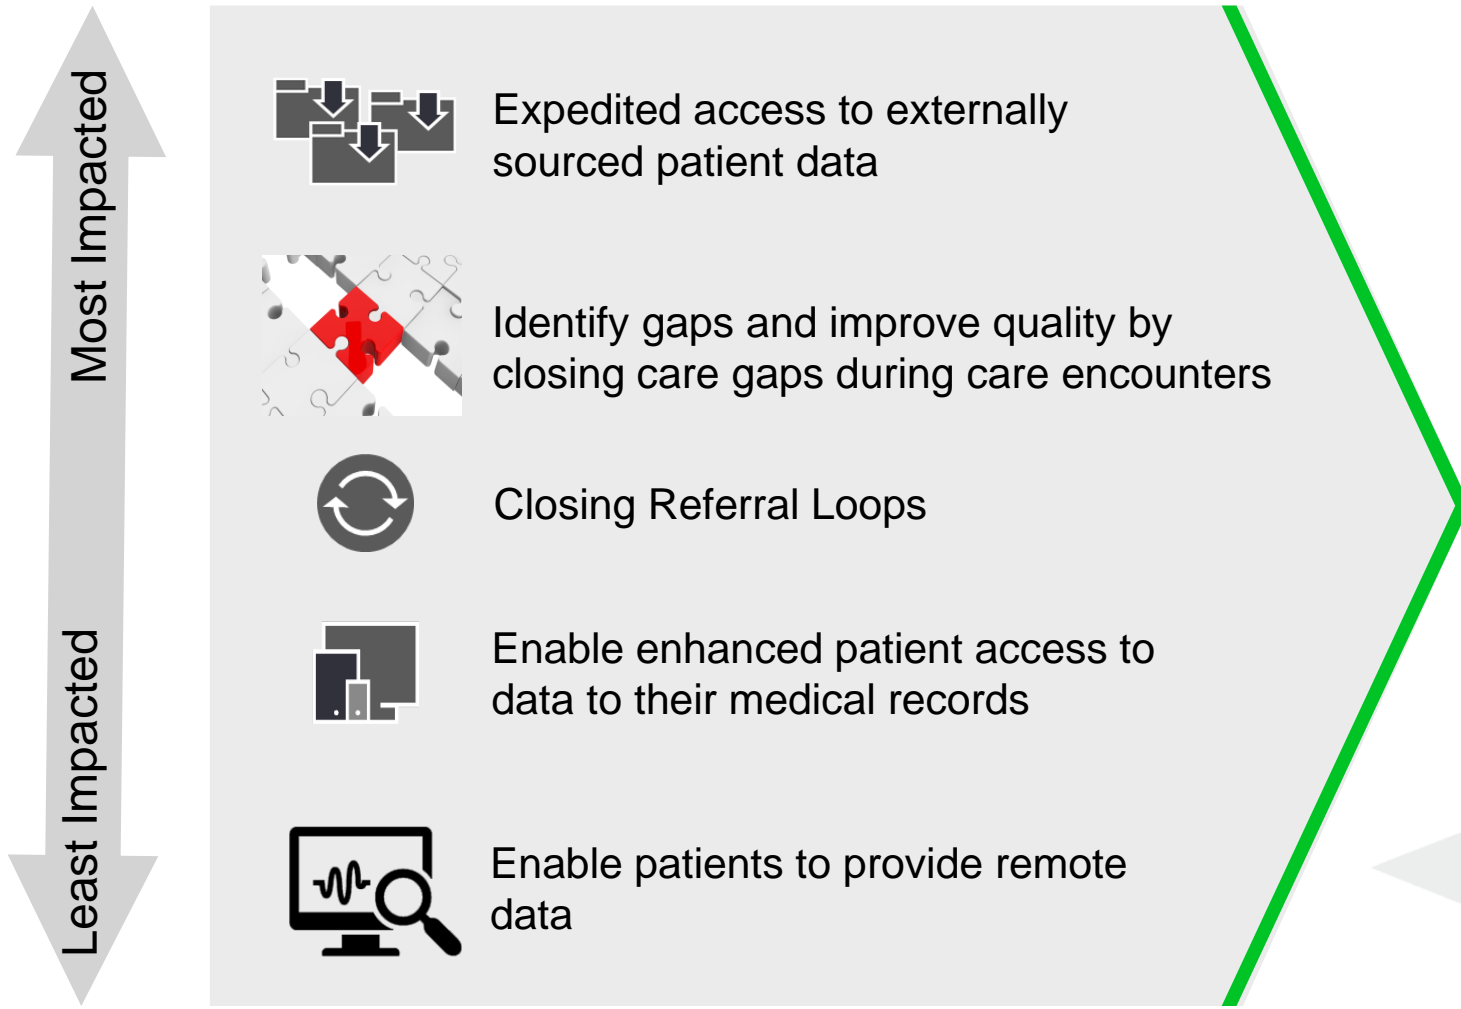 Most Impacted
Least Impacted
Expedited access to externally
sourced patient data
Identify gaps and improve quality by
closing care gaps during care encounters
Closing Referral Loops
Enable enhanced patient access to
data to their medical records
Enable patients to provide remote
data